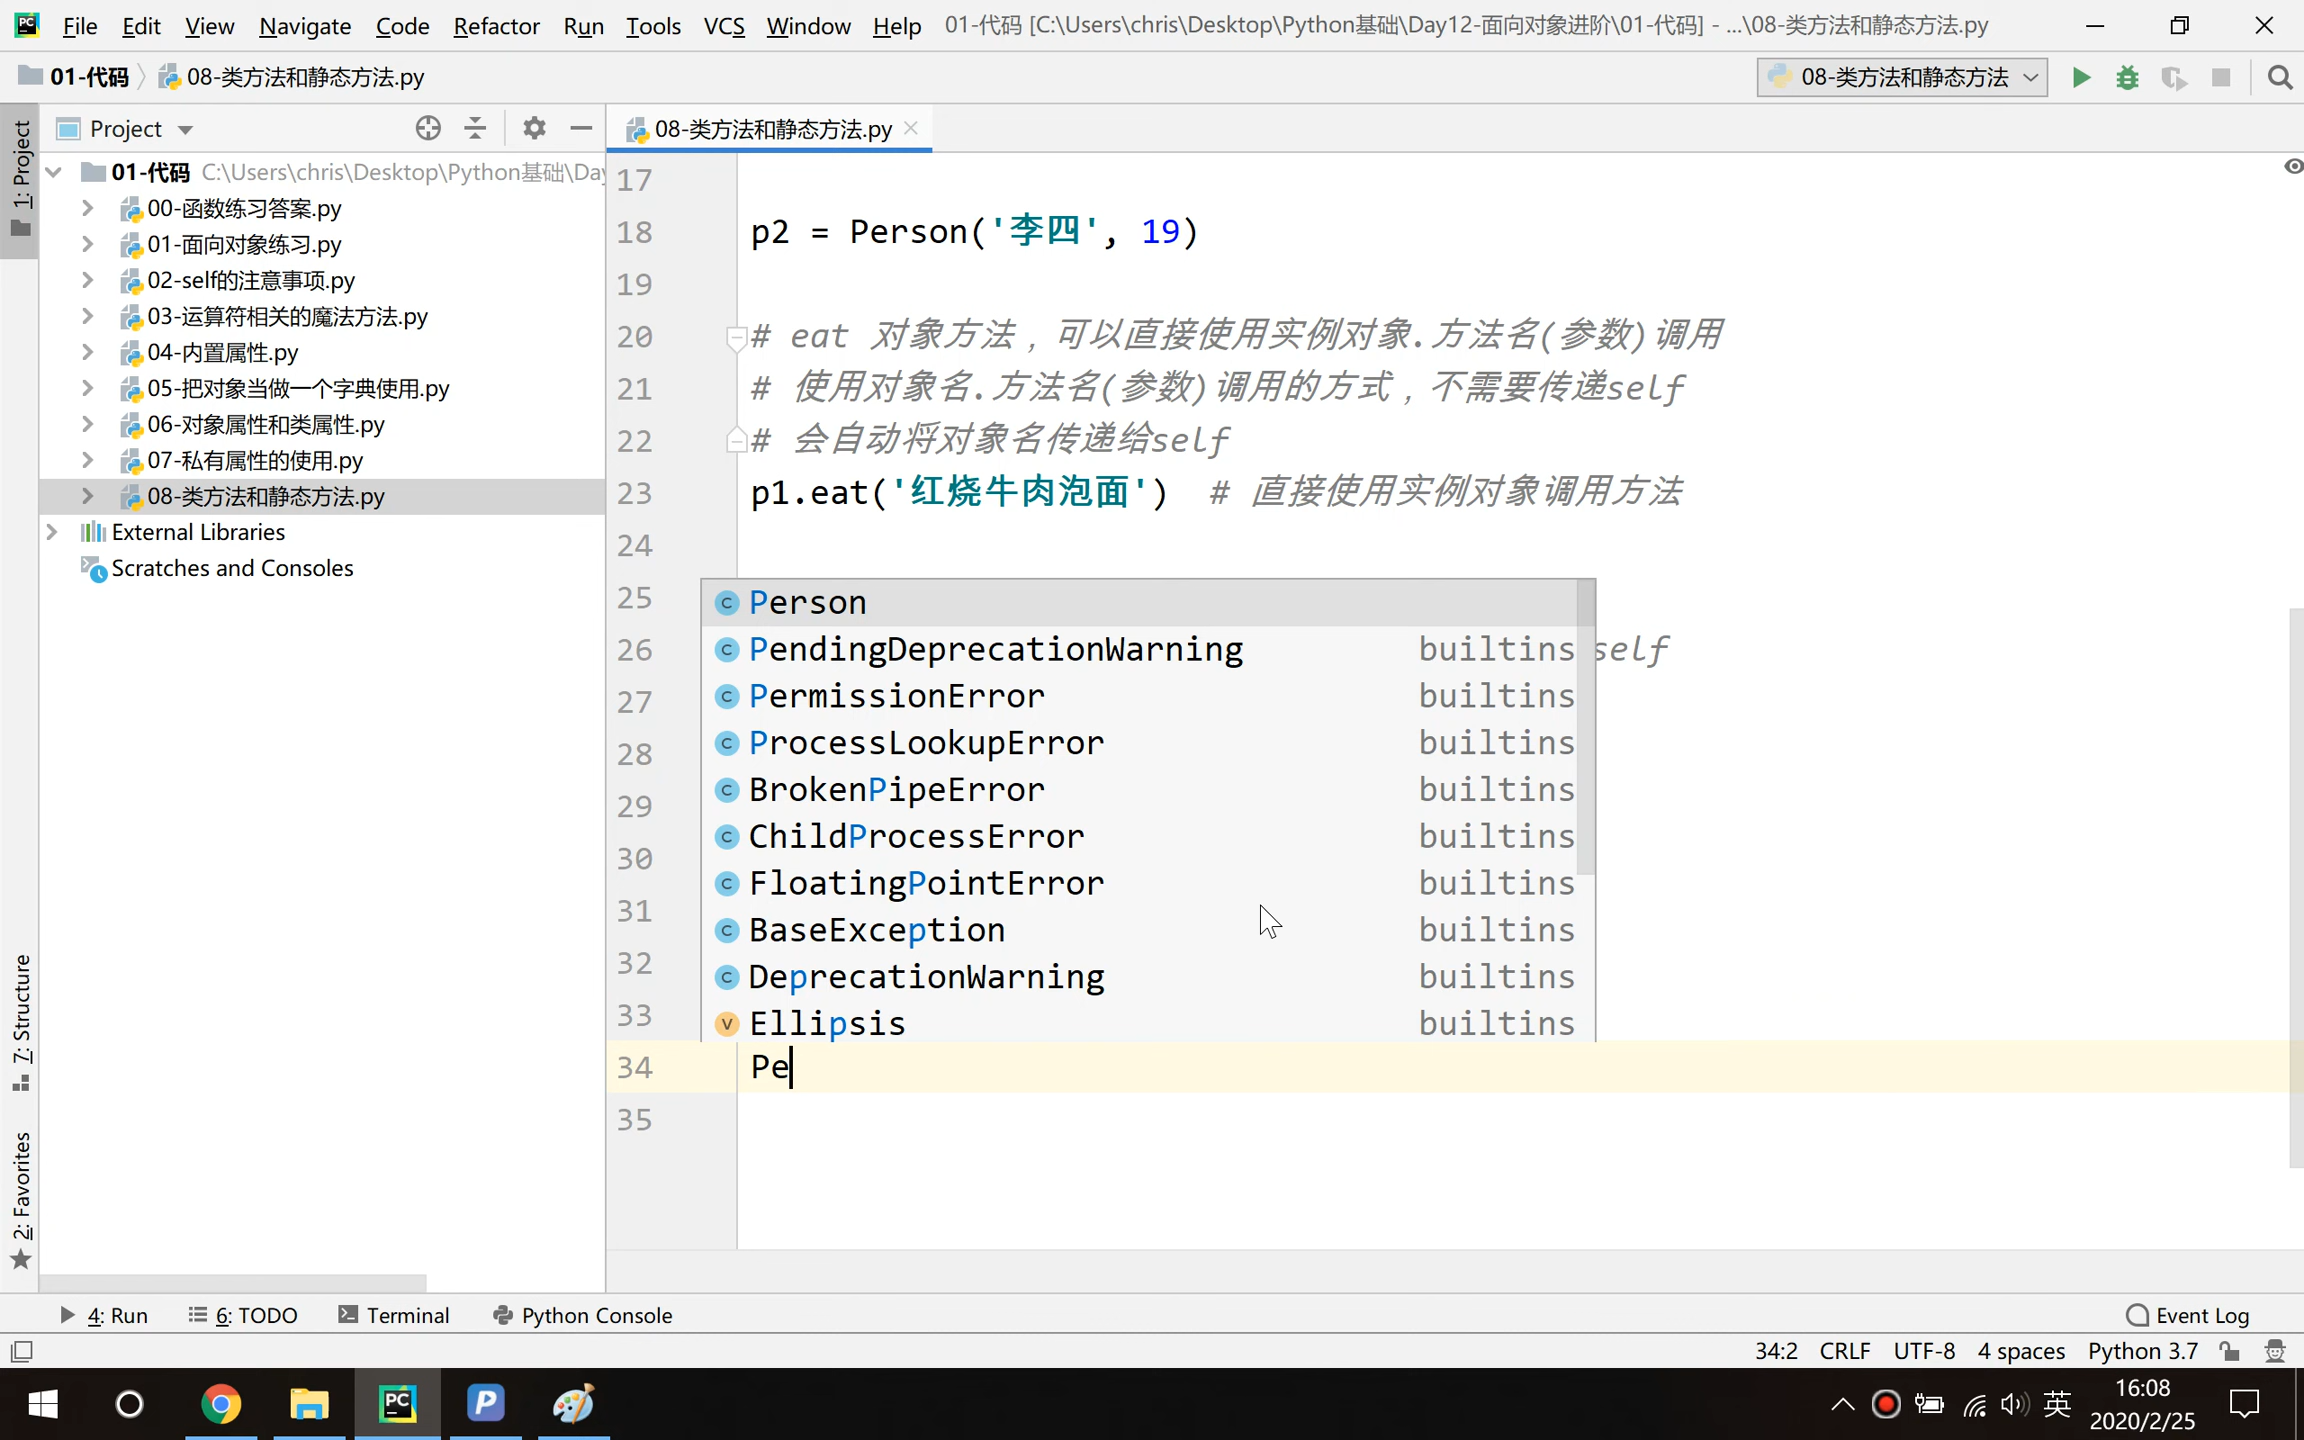 File Edit View Navigate Code Refactor Run Tools VCS Window Help 01-代码 [C:\Users\chris\Desktop\Python基础\Day12-面向对象进阶\01-代码] - ...\08-类方法和静态方法.py
01-代码 08-类方法和静态方法.py
08-类方法和静态方法
Project
08-类方法和静态方法.py
1: Project
7: Structure
2: Favorites
01-代码 C:\Users\chris\Desktop\Python基础\Day
00-函数练习答案.py
01-面向对象练习.py
02-self的注意事项.py
03-运算符相关的魔法方法.py
04-内置属性.py
05-把对象当做一个字典使用.py
06-对象属性和类属性.py
07-私有属性的使用.py
08-类方法和静态方法.py
External Libraries
Scratches and Consoles
17
18 p2 = Person('李四', 19)
19
20 # eat 对象方法，可以直接使用实例对象.方法名(参数)调用
21 # 使用对象名.方法名(参数)调用的方式，不需要传递self
22 # 会自动将对象名传递给self
23 p1.eat('红烧牛肉泡面') # 直接使用实例对象调用方法
24
25
26 self
27
28
29
30
31
32
33
34 Pe
35
Person
PendingDeprecationWarning builtins
PermissionError builtins
ProcessLookupError builtins
BrokenPipeError builtins
ChildProcessError builtins
FloatingPointError builtins
BaseException builtins
DeprecationWarning builtins
Ellipsis builtins
4: Run 6: TODO Terminal Python Console Event Log
34:2 CRLF UTF-8 4 spaces Python 3.7
英
16:08
2020/2/25